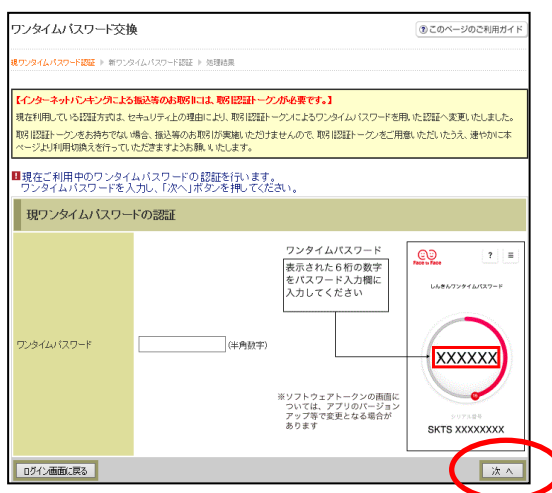 ワンタイムパスワード交換
このページのご利用ガイド
現ワンタイムパスワード認証 ▶ 新ワンタイムパスワード認証 ▶ 処理結果
【インターネットバンキングによる振込等のお取引には、取引認証トークンが必要です。】
現在利用している認証方式は、セキュリティ上の理由により、取引認証トークンによるワンタイムパスワードを用いた認証へ変更いたしました。
取引認証トークンをお持ちでない場合、振込等のお取引が実施いただけませんので、取引認証トークンをご用意いただいたうえ、速やかに本
ページより利用切換えを行っていただきますようお願いいたします。
現在ご利用中のワンタイムパスワードの認証を行います。
ワンタイムパスワードを入力し、「次へ」ボタンを押してください。
現ワンタイムパスワードの認証
ワンタイムパスワード
表示された6桁の数字
をパスワード入力欄に
入力してください
Face to Face
? ≡
しんきんワンタイムパスワード
ワンタイムパスワード
(半角数字)
XXXXXX
※ソフトウェアトークンの画面に
ついては、アプリのバージョン
アップ等で変更となる場合が
あります
シリアル番号
SKTS XXXXXXXX
ログイン画面に戻る
次 へ